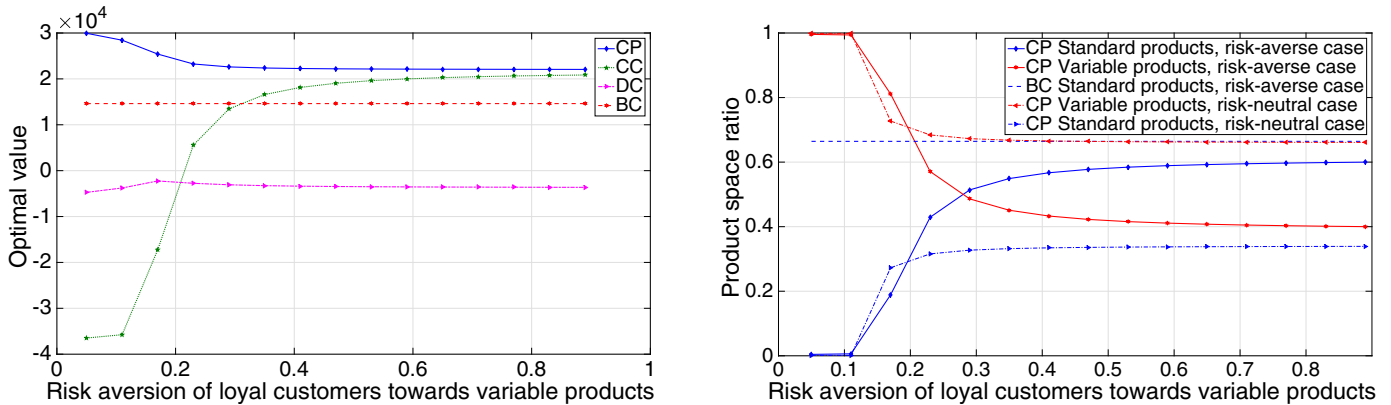 ×10⁴
3
2
1
0
-1
-2
-3
-4
0 0.2 0.4 0.6 0.8 1
Optimal value
Risk aversion of loyal customers towards variable products
CP
CC
DC
BC
1
0.8
0.6
0.4
0.2
0
0 0.1 0.2 0.3 0.4 0.5 0.6 0.7 0.8
Product space ratio
Risk aversion of loyal customers towards variable products
CP Standard products, risk-averse case
CP Variable products, risk-averse case
BC Standard products, risk-averse case
CP Variable products, risk-neutral case
CP Standard products, risk-neutral case